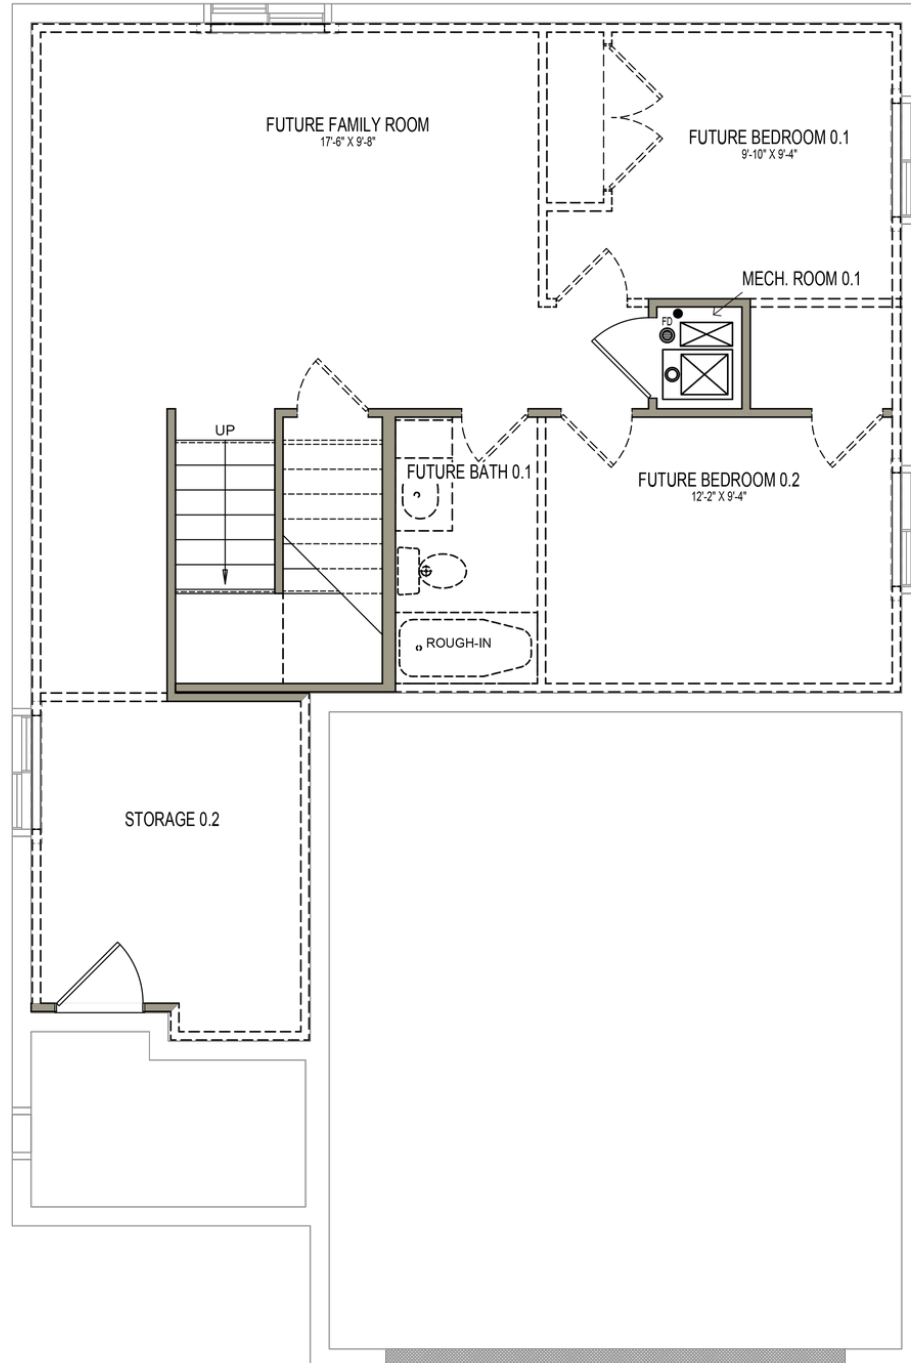 FUTURE FAMILY ROOM
17'-6" X 9'-8"
FUTURE BEDROOM 0.1
9'-10" X 9'-4"
MECH. ROOM 0.1
FD
UP
FUTURE BATH 0.1
FUTURE BEDROOM 0.2
12'-2" X 9'-4"
ROUGH-IN
STORAGE 0.2